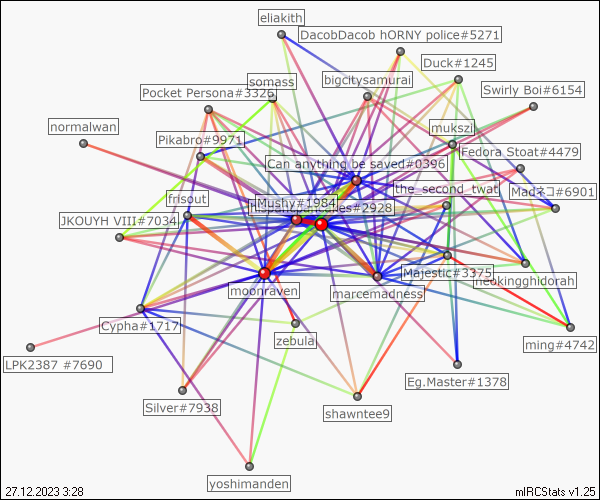 eliakith
DacobDacob hORNY police#5271
Duck#1245
bigcitysamurai
somass
Pocket Persona#3326
Swirly Boi#6154
normalwan
mukszi
Pikabro#9971
Fedora Stoat#4479
Can anything be saved#0396
the_second_twat
Madネコ#6901
frisout
Mushy#1984
#2928
JKOUYH VIII#7034
Majestic#3375
neokingghidorah
moonraven
marcemadness
Cypha#1717
zebula
ming#4742
LPK2387 #7690
Eg.Master#1378
Silver#7938
shawntee9
yoshimanden
27.12.2023 3:28
mIRCStats v1.25